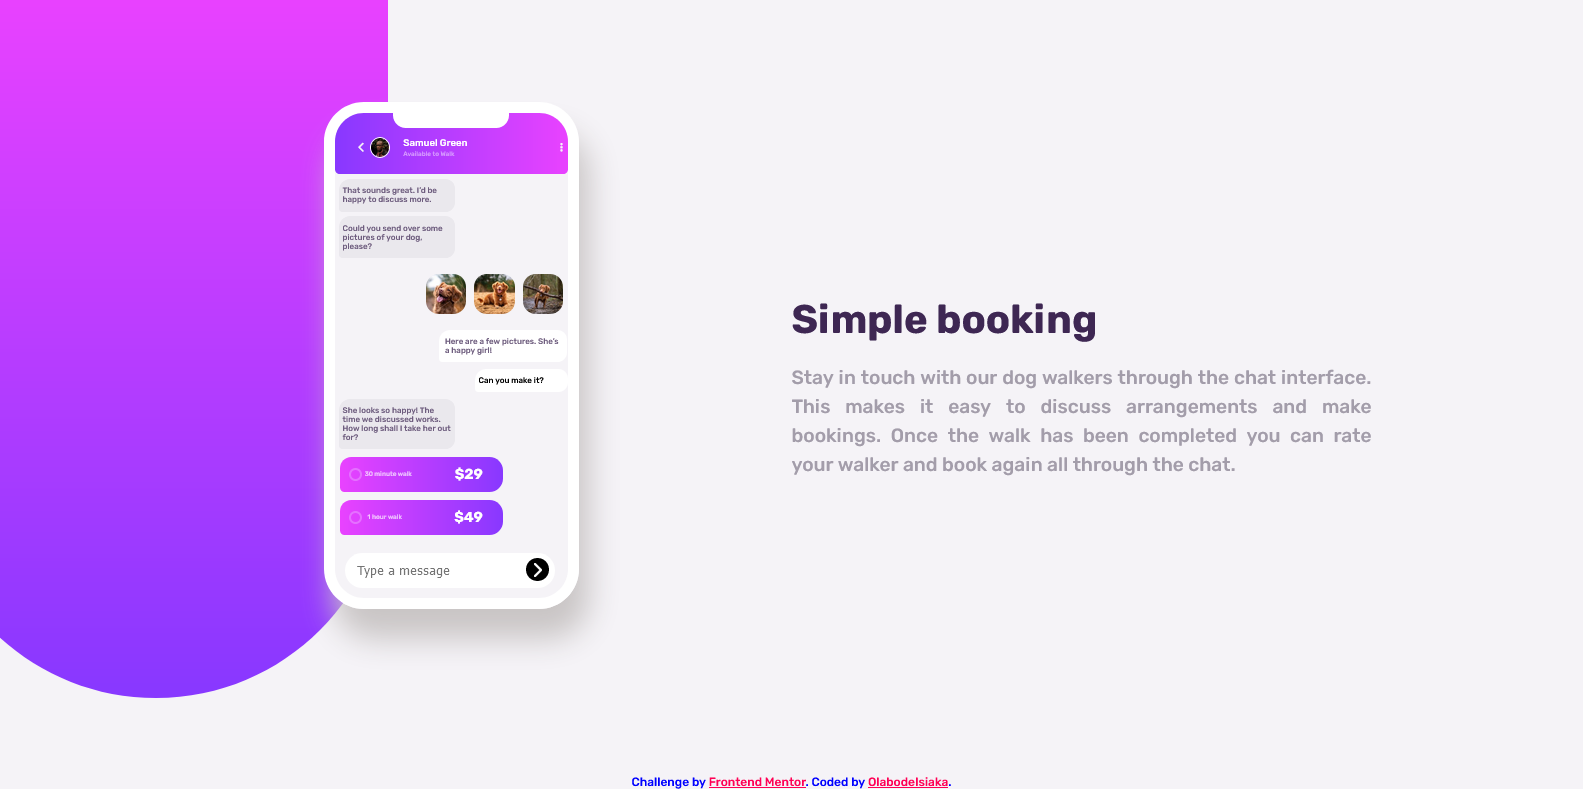 Samuel Green
Available to Walk
That sounds great. I'd be
happy to discuss more.
Could you send over some
pictures of your dog,
please?
Here are a few pictures. She's
a happy girl!
Can you make it?
She looks so happy! The
time we discussed works.
How long shall I take her out
for?
30 minute walk $29
1 hour walk $49
Type a message
Simple booking
Stay in touch with our dog walkers through the chat interface.
This makes it easy to discuss arrangements and make
bookings. Once the walk has been completed you can rate
your walker and book again all through the chat.
Challenge by Frontend Mentor. Coded by Olabodelsiaka.